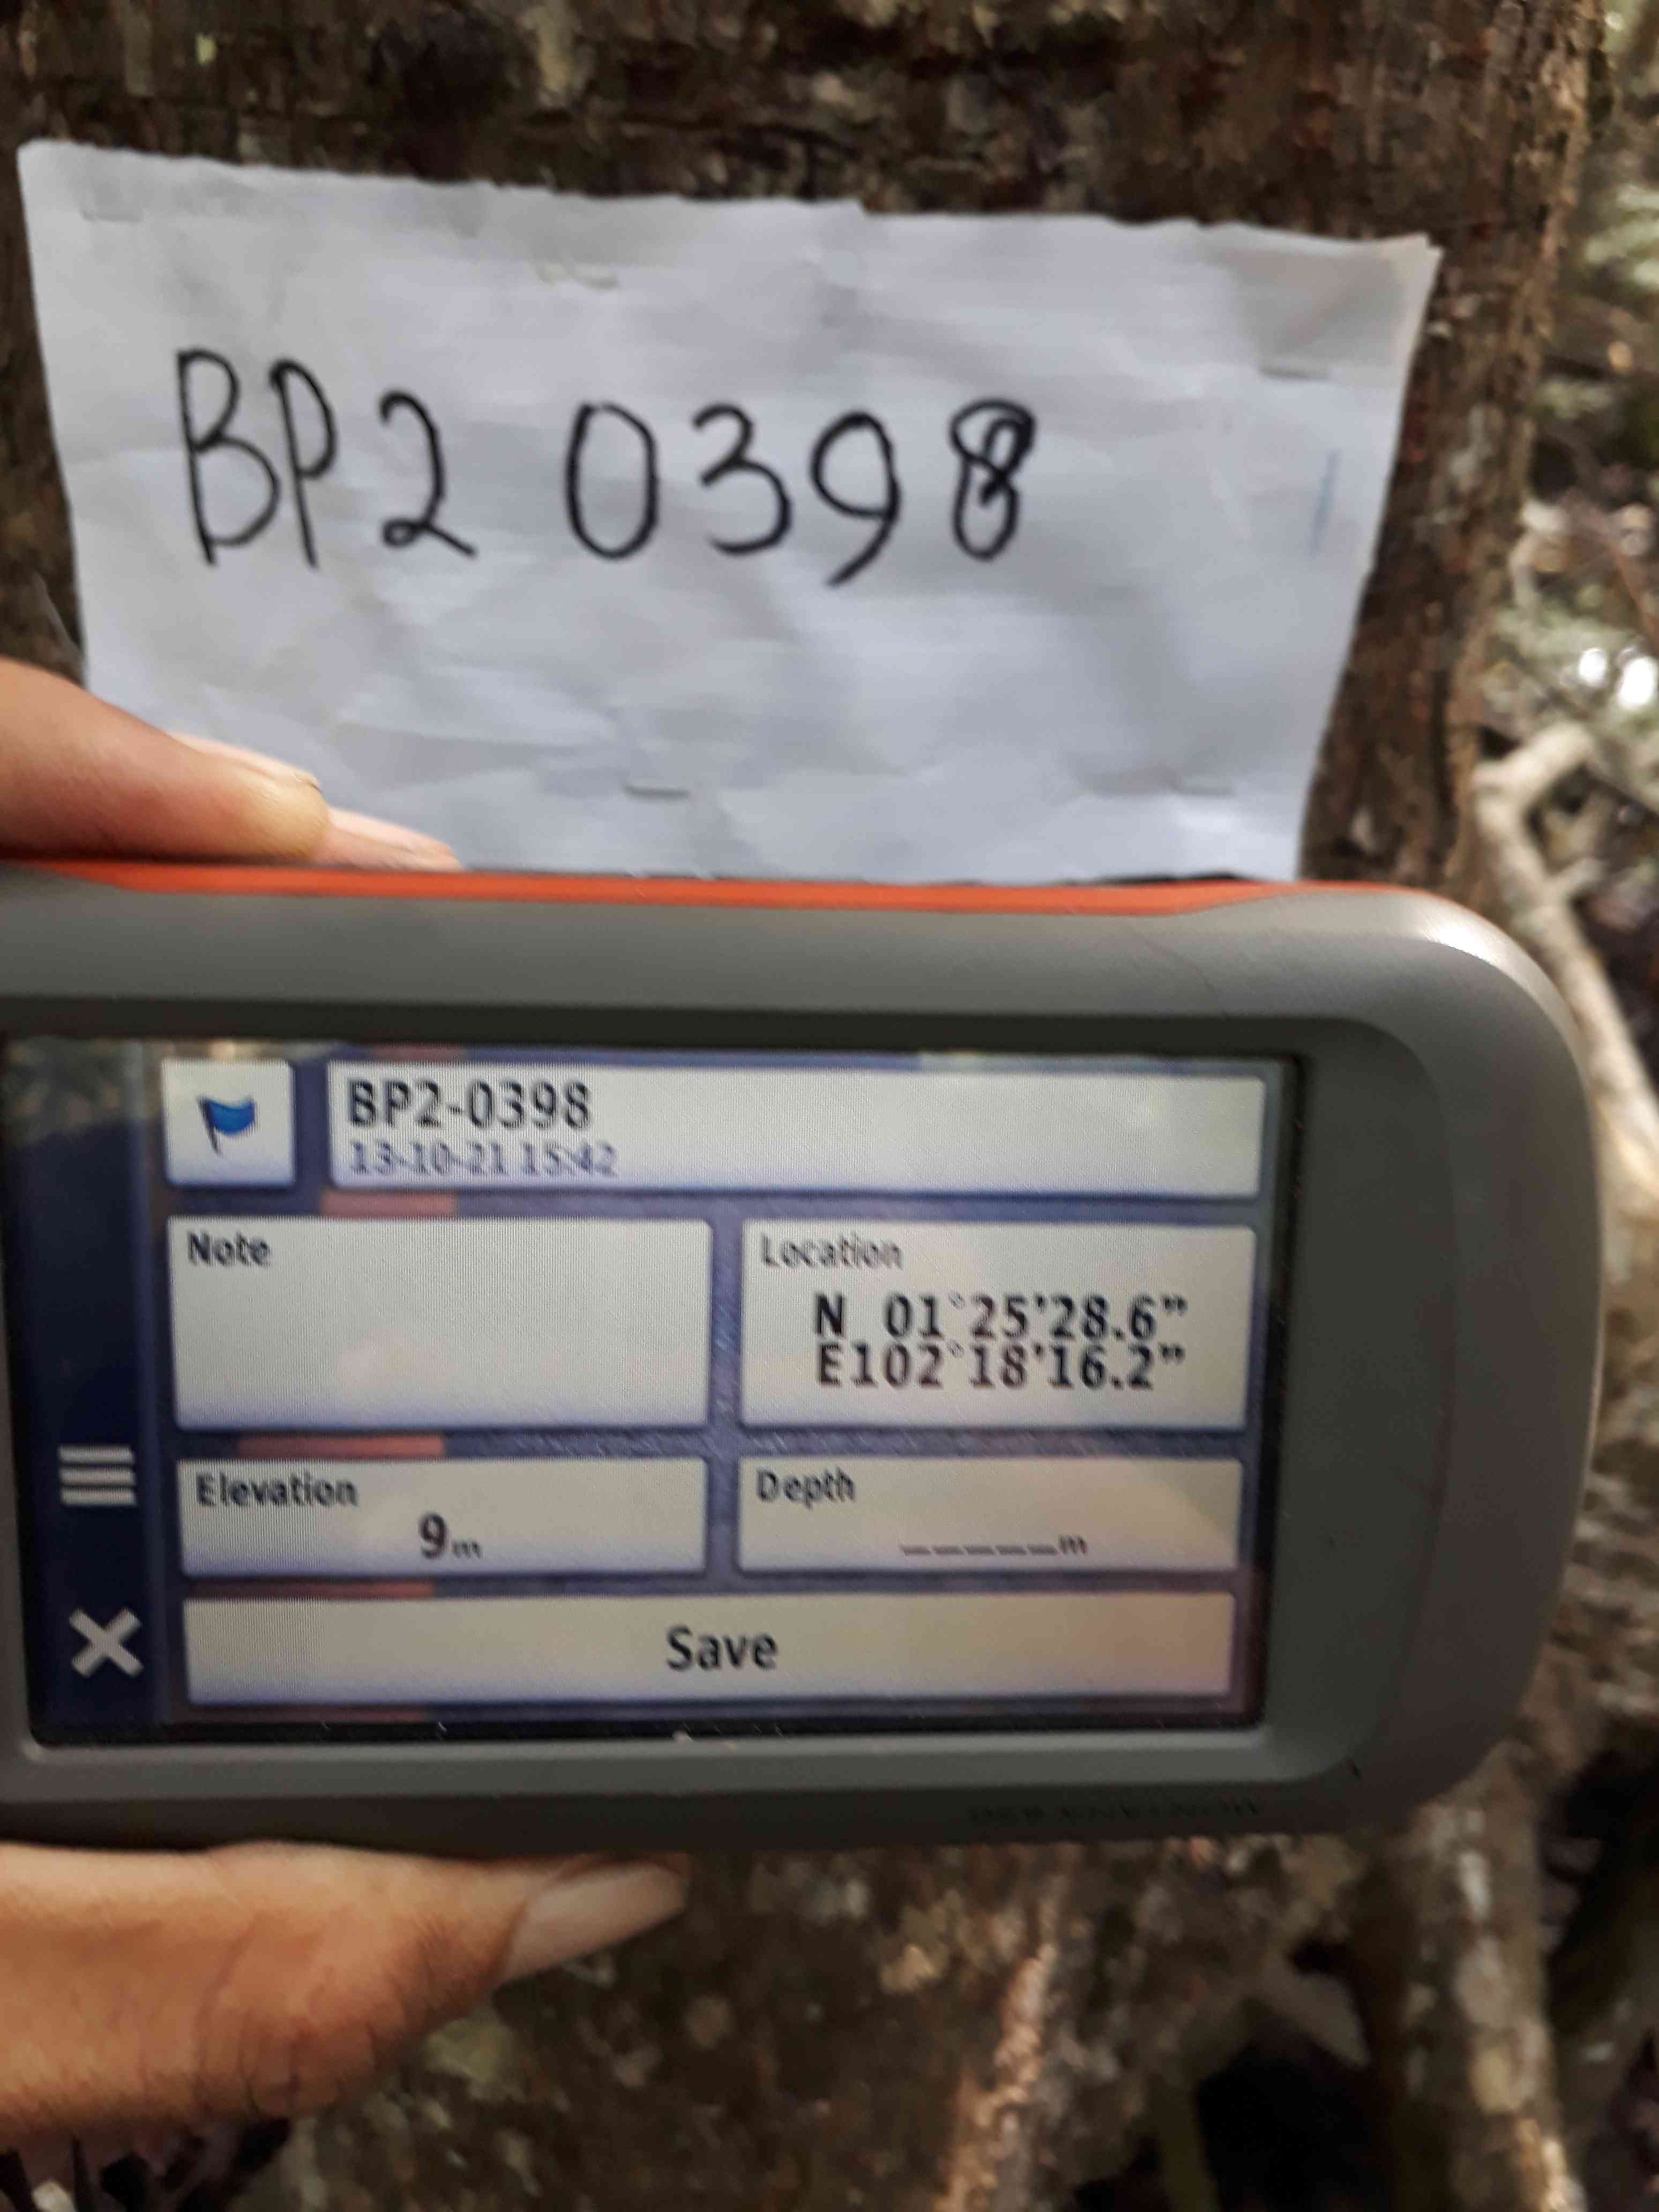 BP2 0398
BP2-0398
13-10-21 15:42
Note
Location
N 01°25'28.6"
E102°18'16.2"
Elevation
9m
Depth
_____m
Save